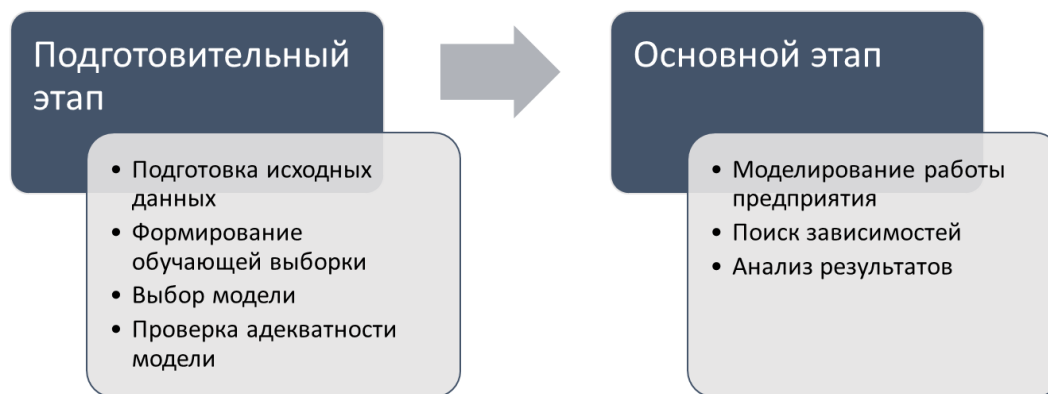 Подготовительный
этап
• Подготовка исходных
данных
• Формирование
обучающей выборки
• Выбор модели
• Проверка адекватности
модели
Основной этап
• Моделирование работы
предприятия
• Поиск зависимостей
• Анализ результатов